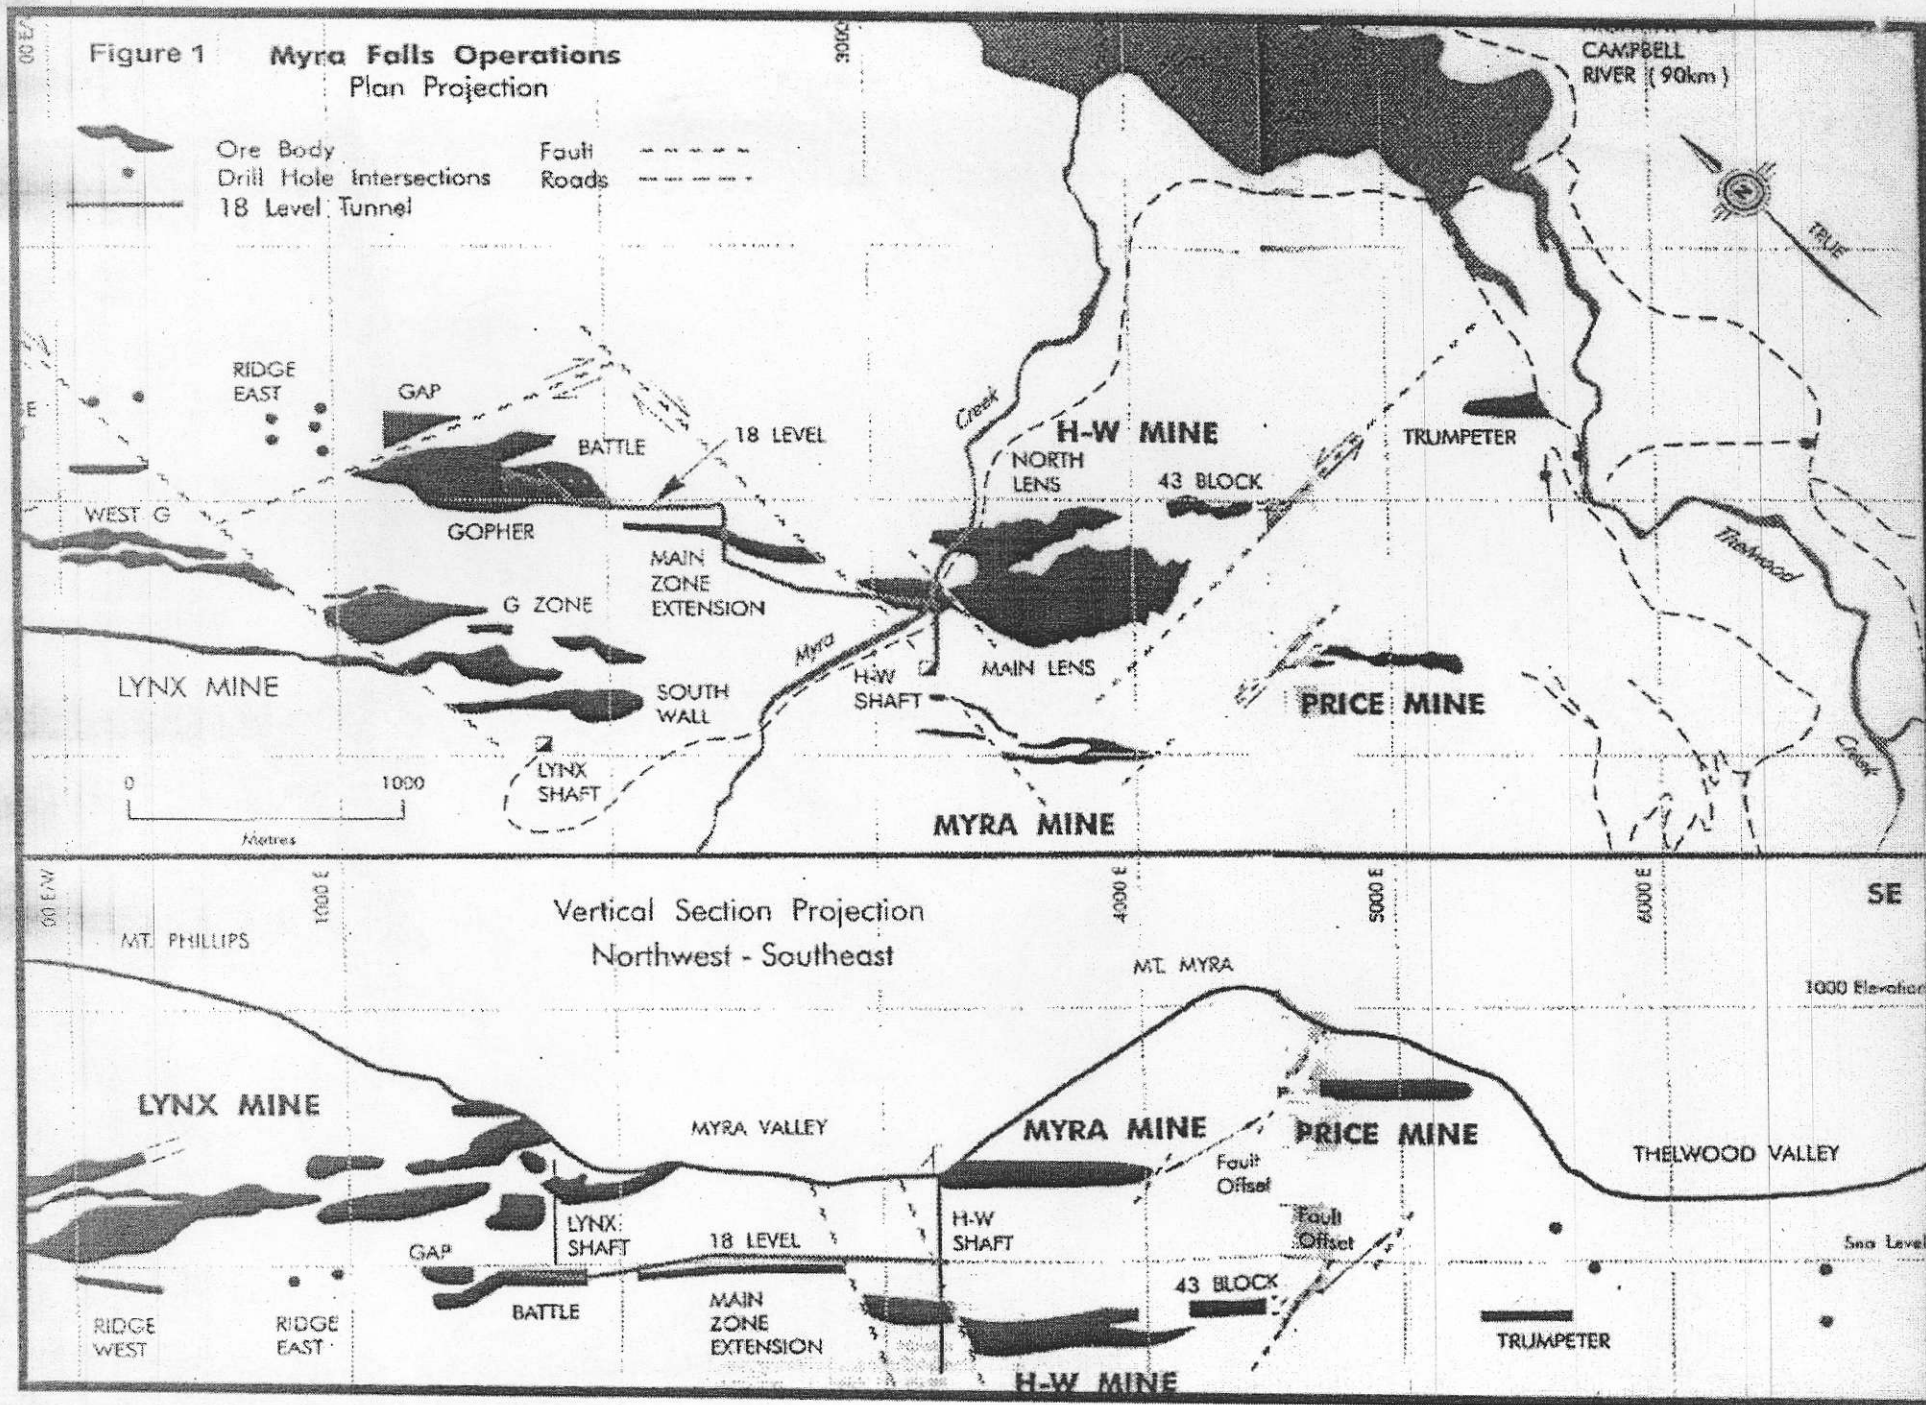 Figure 1
Myra Falls Operations
Plan Projection
Ore Body
Drill Hole Intersections
18 Level Tunnel
Fault
Roads
3000
CAMPBELL
RIVER (90km)
N
TRUE
RIDGE
EAST
GAP
BATTLE
18 LEVEL
WEST G
GOPHER
MAIN
ZONE
EXTENSION
G ZONE
LYNX MINE
SOUTH
WALL
LYNX
SHAFT
0
1000
Metres
Creek
Myra
H-W MINE
NORTH
LENS
43 BLOCK
MAIN LENS
H-W
SHAFT
MYRA MINE
PRICE MINE
TRUMPETER
Thelwood
Creek
00 E/W
1000 E
4000 E
5000 E
6000 E
SE
Vertical Section Projection
Northwest - Southeast
MT. PHILLIPS
MT. MYRA
1000 Elevation
LYNX MINE
MYRA VALLEY
MYRA MINE
PRICE MINE
THELWOOD VALLEY
Fault
Offset
Fault
Offset
LYNX
SHAFT
H-W
SHAFT
18 LEVEL
GAP
BATTLE
MAIN
ZONE
EXTENSION
43 BLOCK
Sea Level
RIDGE
WEST
RIDGE
EAST
TRUMPETER
H-W MINE